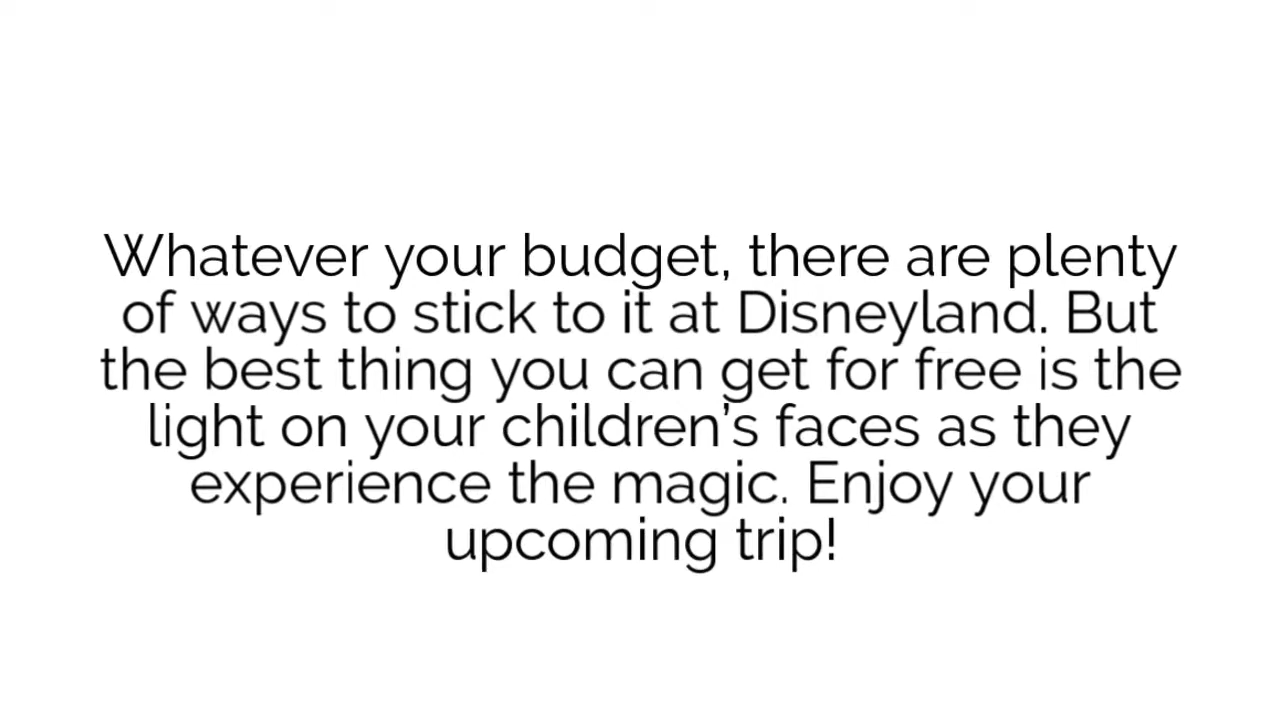 Whatever your budget, there are plenty
of ways to stick to it at Disneyland. But
the best thing you can get for free is the
light on your children’s faces as they
experience the magic. Enjoy your
upcoming trip!